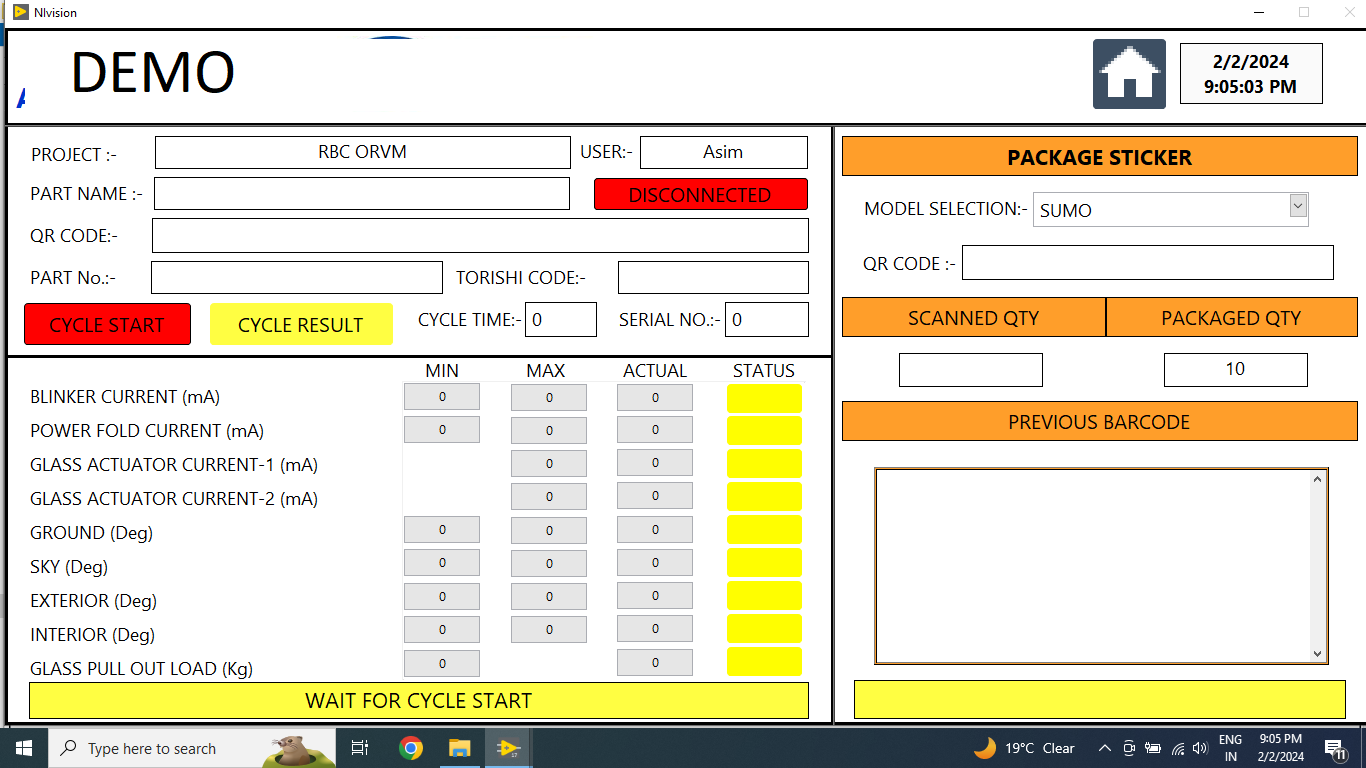 NIvision
DEMO
2/2/2024
9:05:03 PM
PROJECT :- RBC ORVM USER:- Asim
PART NAME :- DISCONNECTED
QR CODE:-
PART No.:- TORISHI CODE:-
CYCLE START CYCLE RESULT CYCLE TIME:- 0 SERIAL NO.:- 0
MIN MAX ACTUAL STATUS
BLINKER CURRENT (mA) 0 0 0
POWER FOLD CURRENT (mA) 0 0 0
GLASS ACTUATOR CURRENT-1 (mA) 0 0
GLASS ACTUATOR CURRENT-2 (mA) 0 0
GROUND (Deg) 0 0 0
SKY (Deg) 0 0 0
EXTERIOR (Deg) 0 0 0
INTERIOR (Deg) 0 0 0
GLASS PULL OUT LOAD (Kg) 0 0
WAIT FOR CYCLE START
PACKAGE STICKER
MODEL SELECTION:- SUMO
QR CODE :-
SCANNED QTY PACKAGED QTY
10
PREVIOUS BARCODE
Type here to search
19°C Clear
ENG
IN
9:05 PM
2/2/2024
11